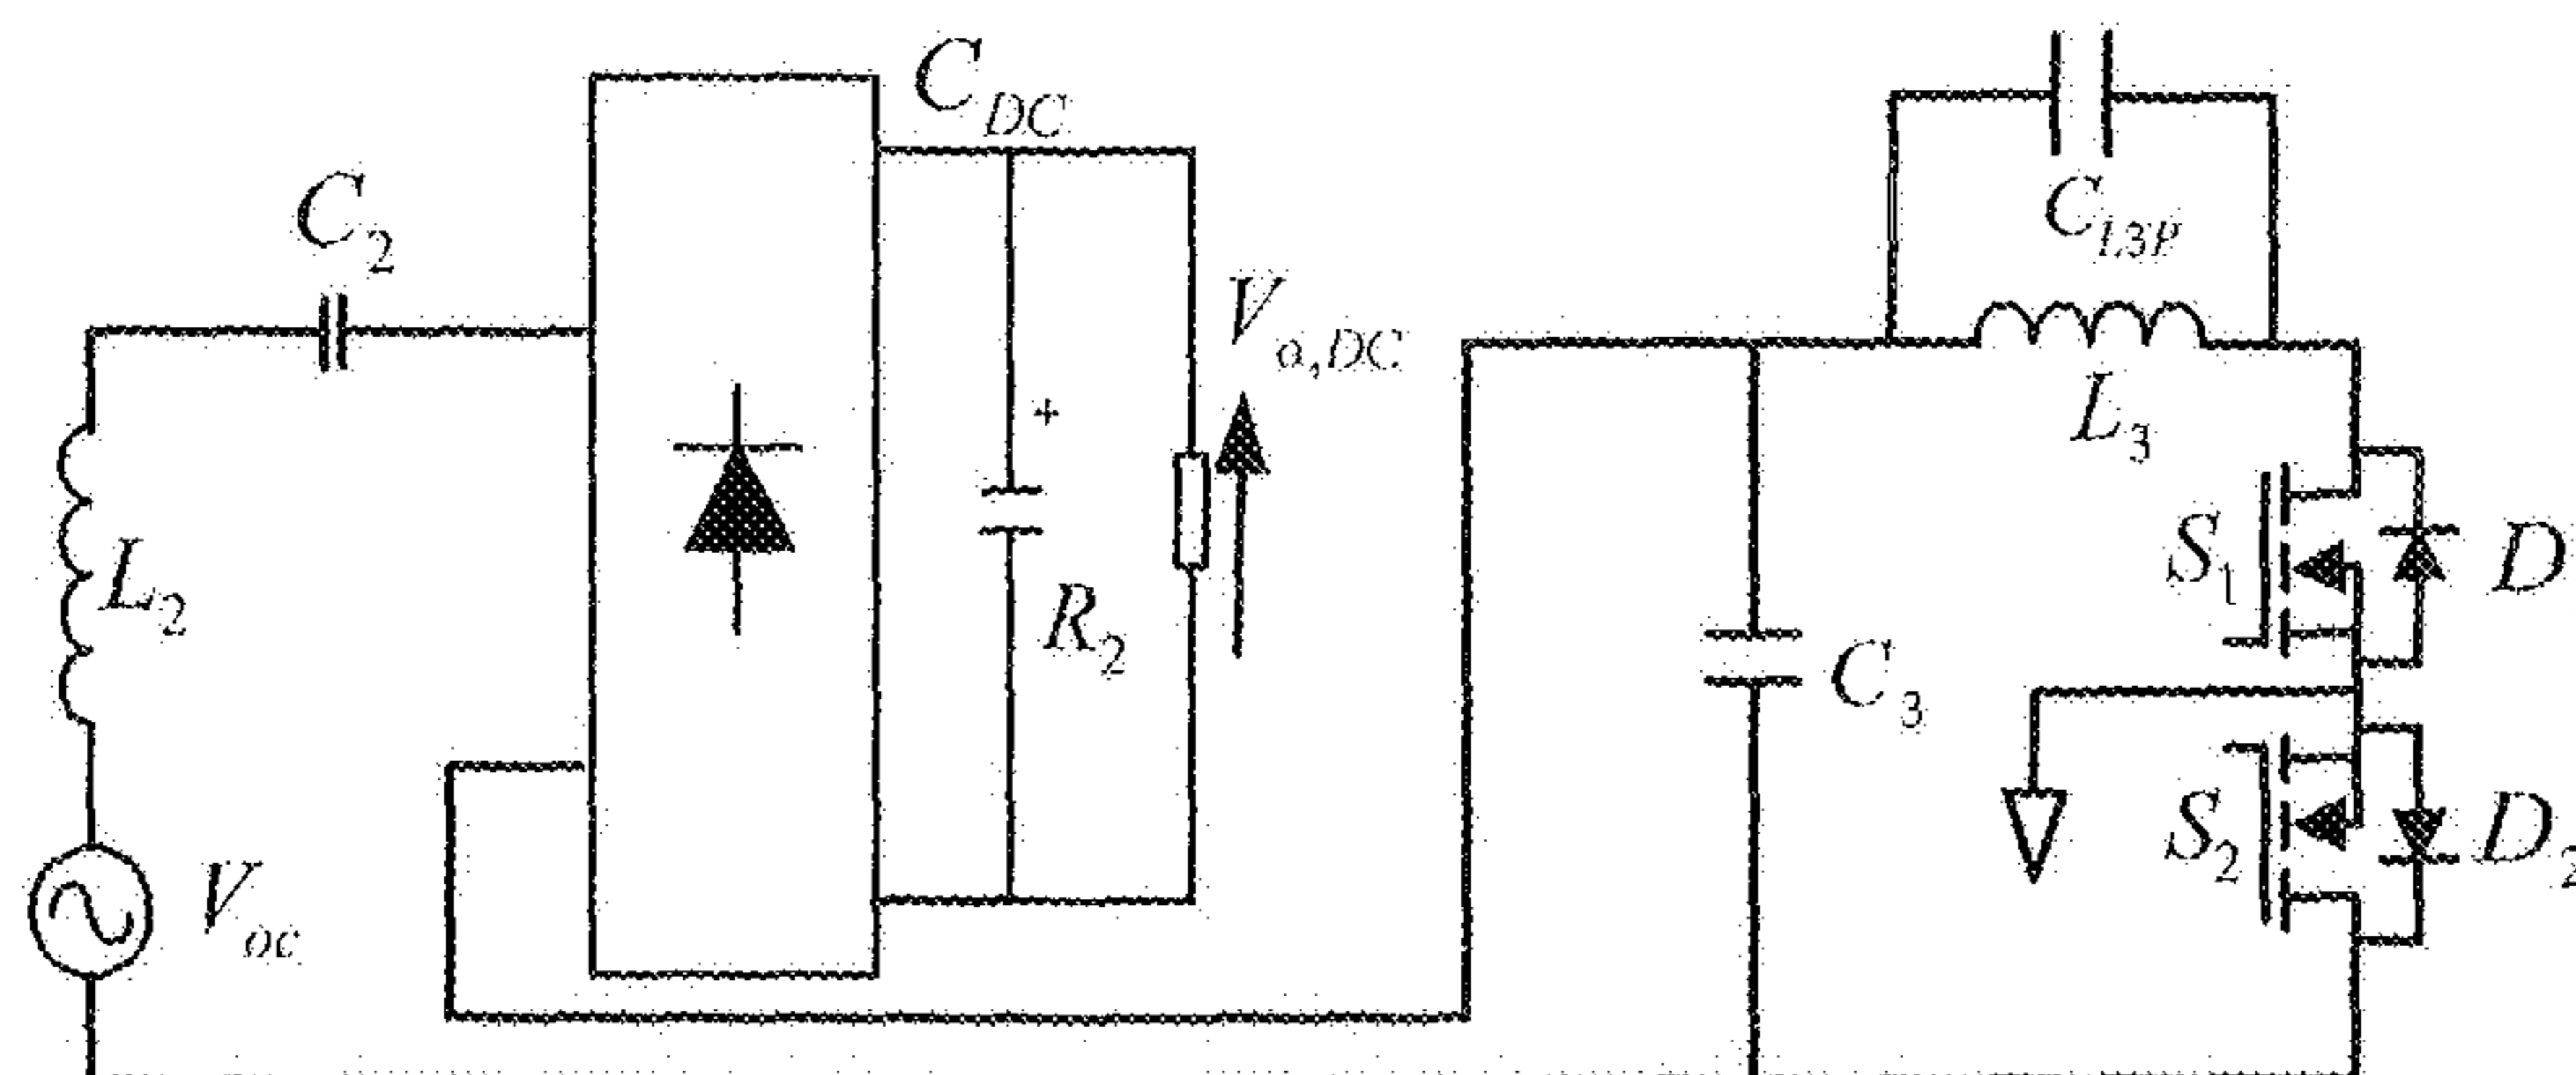 C_DC
C_2
C_L3P
V_o,DC
L_3
L_2
S_1
D
R_2
C_3
V_oc
S_2
D_2
+